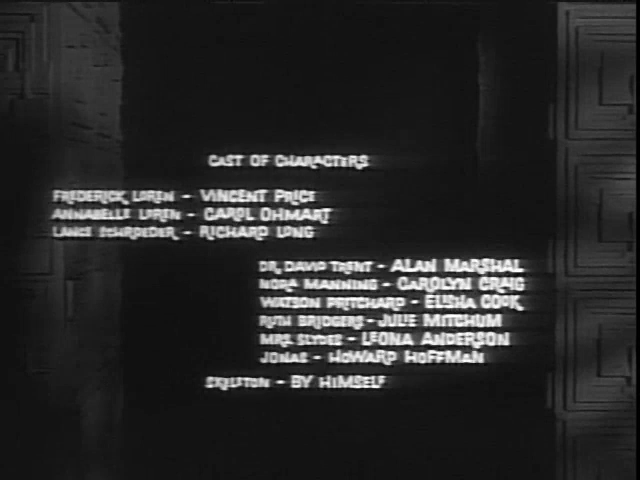 CAST OF CHARACTERS
FREDERICK LOREN - VINCENT PRICE
ANNABELLE LOREN - CAROL OHMART
LANCE SCHROEDER - RICHARD LONG
DR. DAVID TRENT - ALAN MARSHAL
NORA MANNING - CAROLYN CRAIG
WATSON PRITCHARD - ELISHA COOK
RUTH BRIDGERS - JULIE MITCHUM
MRS. SLYDES - LEONA ANDERSON
JONAS - HOWARD HOFFMAN
SKELETON - BY HIMSELF